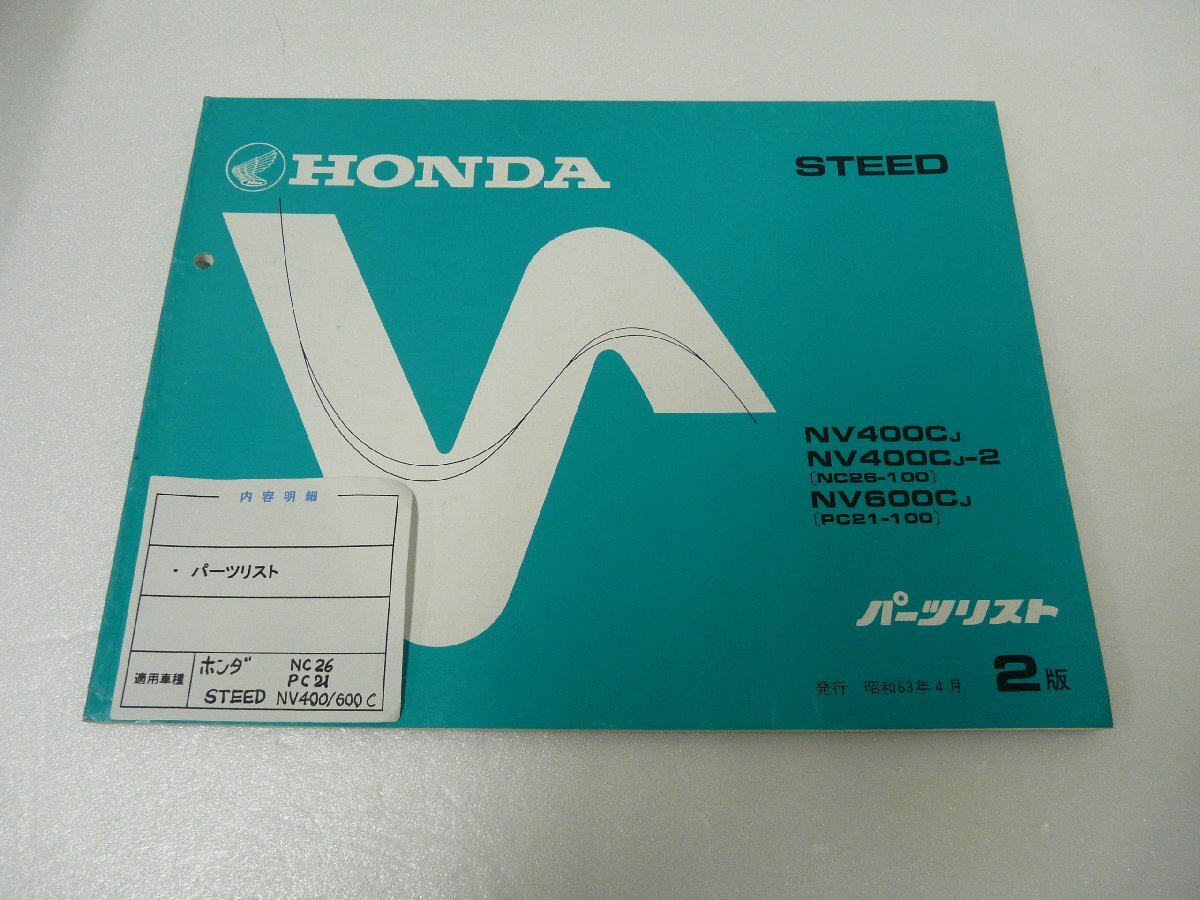 HONDA
STEED
NV400CJ
NV400CJ-2
〔NC26-100〕
NV600CJ
〔PC21-100〕
パーツリスト
発行 昭和63年4月 2版
内容明細
・ パーツリスト
適用車種 ホンダ NC26
PC21
STEED NV400/600C